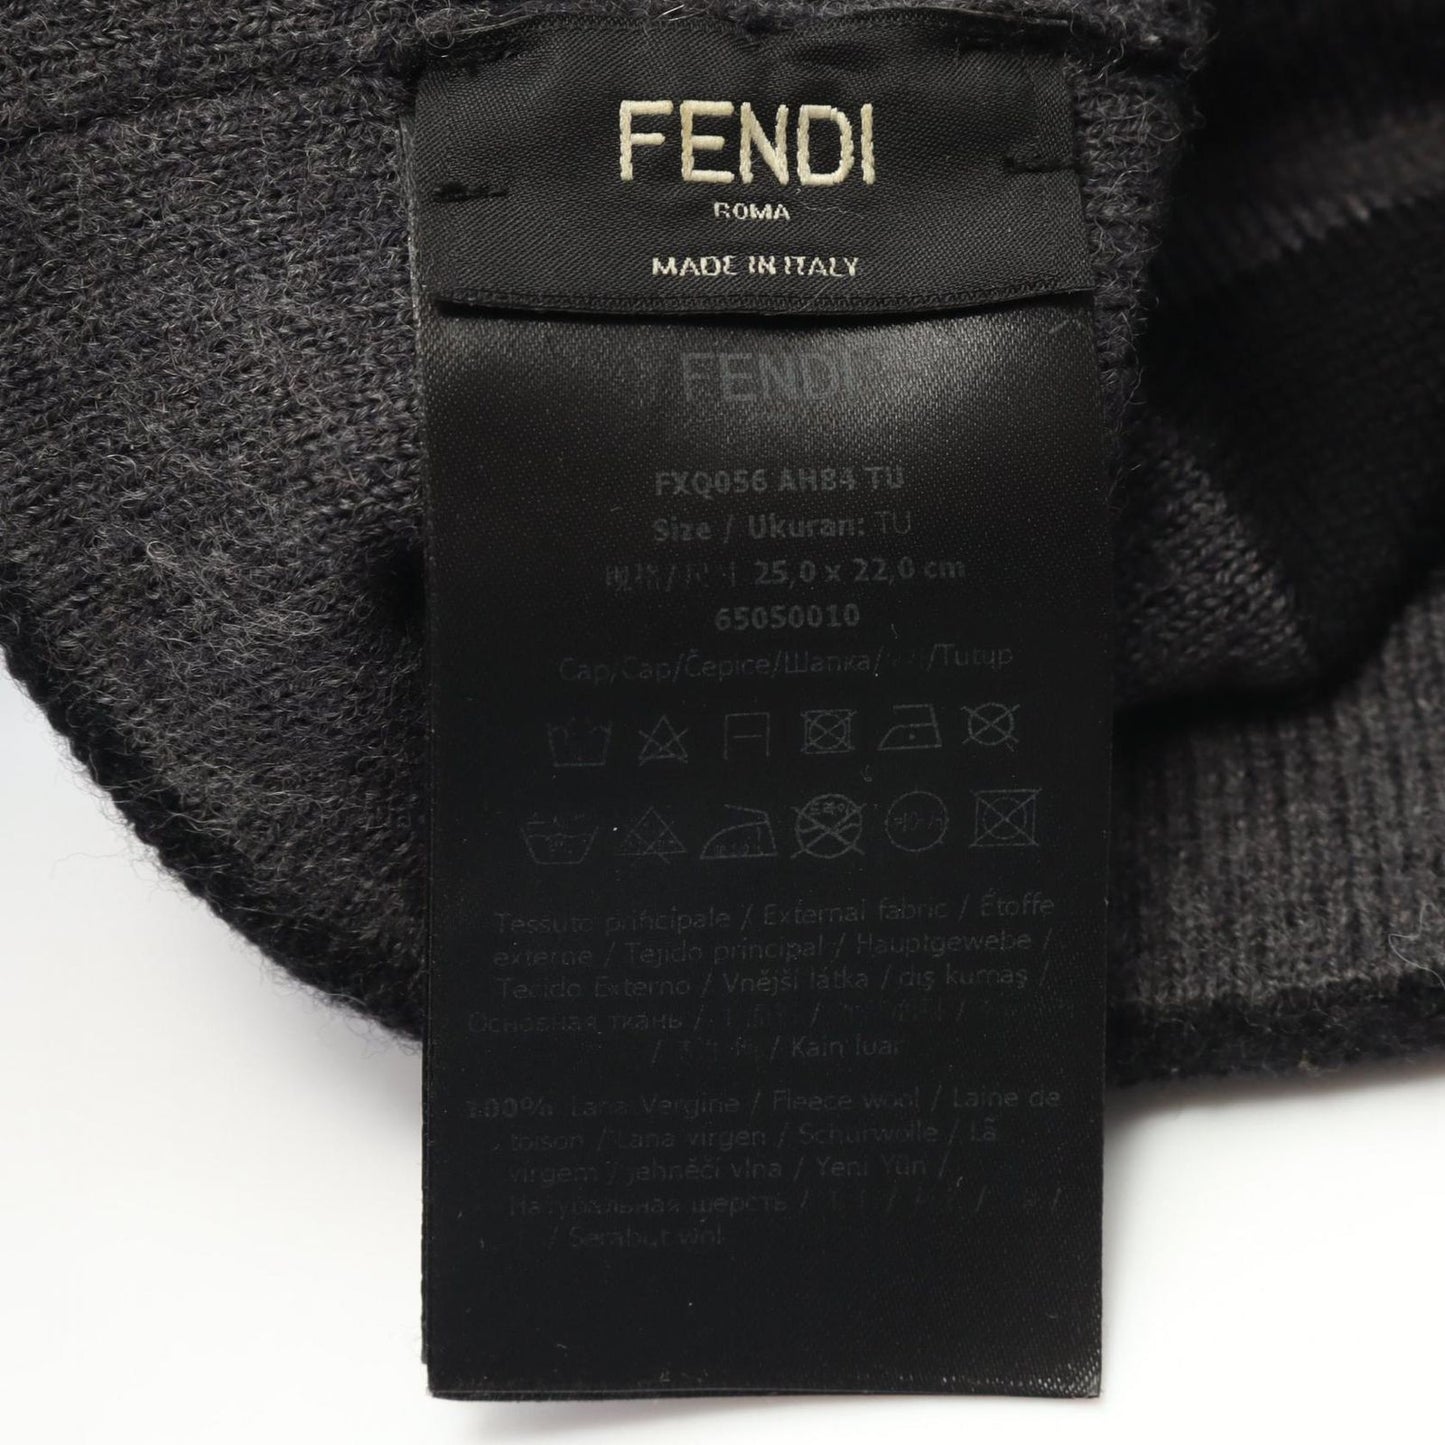 FENDI
ROMA
MADE IN ITALY
FENDI
FXQ056 AH84 TU
Size / Ukuran: TU
25,0 x 22,0 cm
65050010
Cap/Cap/Čepice/Шапка/ /Tutup
Tessuto principale / External fabric / Étoffe
externe / Tejido principal / Hauptgewebe /
Tecido Externo / Vnější látka / dış kumaş /
Основная ткань /
/ Kain luar
100% Lana Vergine / Fleece wool / Laine de
toison / Lana virgen / Schurwolle / Lã
virgem / vlna / Yeni Yün /
Натуральная шерсть /
/ Serabut wol